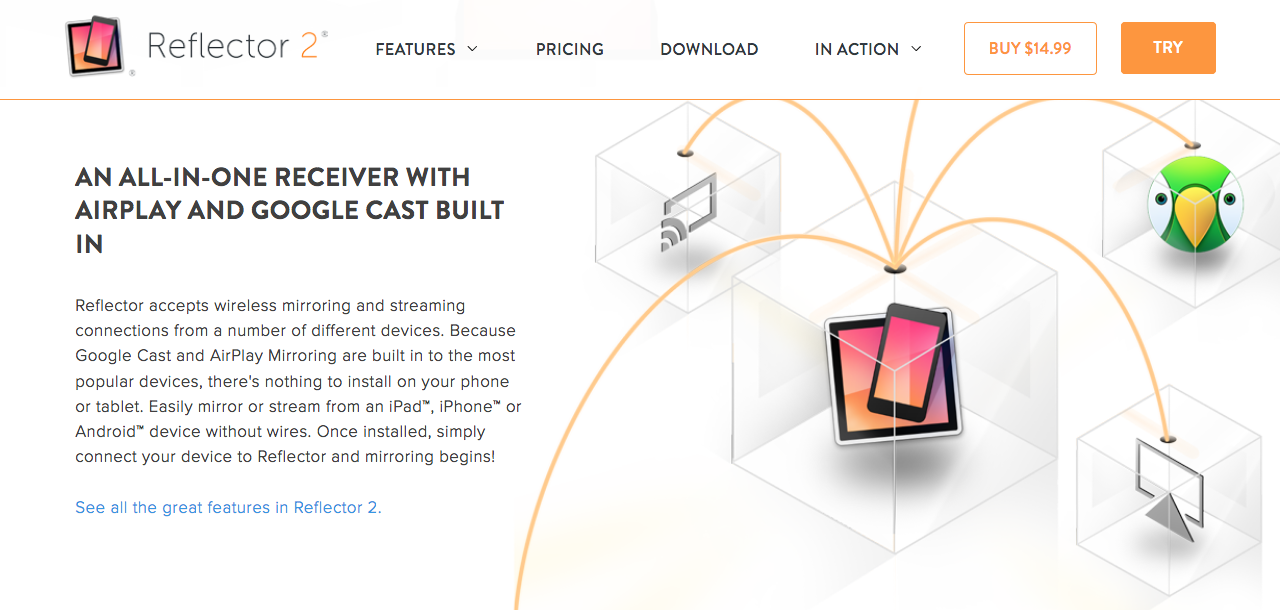 Reflector 2®
®
FEATURES
PRICING
DOWNLOAD
IN ACTION
BUY $14.99
TRY
AN ALL-IN-ONE RECEIVER WITH
AIRPLAY AND GOOGLE CAST BUILT
IN
Reflector accepts wireless mirroring and streaming
connections from a number of different devices. Because
Google Cast and AirPlay Mirroring are built in to the most
popular devices, there's nothing to install on your phone
or tablet. Easily mirror or stream from an iPad™, iPhone™ or
Android™ device without wires. Once installed, simply
connect your device to Reflector and mirroring begins!
See all the great features in Reflector 2.